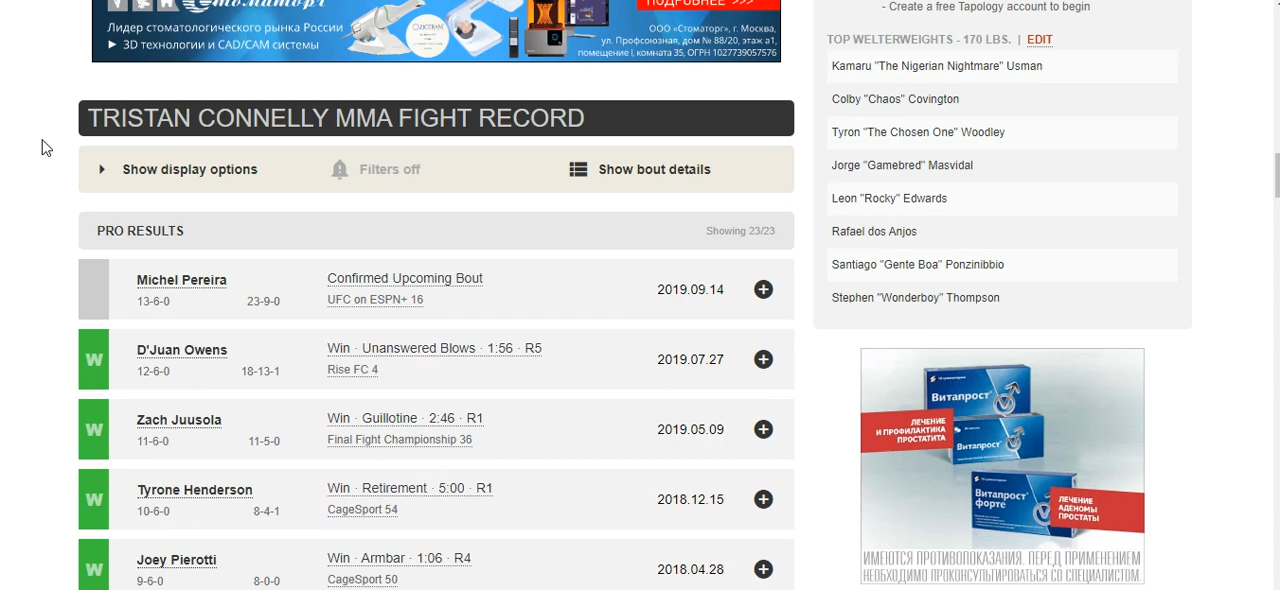 Стоматорг
ПОДРОБНЕЕ >>>
Лидер стоматологического рынка России
► 3D технологии и CAD/CAM системы
ООО «Стоматорг», г. Москва,
ул. Профсоюзная, дом № 88/20, этаж а1,
помещение I, комната 35, ОГРН 1027739057576
- Create a free Tapology account to begin
TOP WELTERWEIGHTS - 170 LBS. | EDIT
Kamaru "The Nigerian Nightmare" Usman
Colby "Chaos" Covington
Tyron "The Chosen One" Woodley
Jorge "Gamebred" Masvidal
Leon "Rocky" Edwards
Rafael dos Anjos
Santiago "Gente Boa" Ponzinibbio
Stephen "Wonderboy" Thompson
TRISTAN CONNELLY MMA FIGHT RECORD
Show display options Filters off Show bout details
PRO RESULTS Showing 23/23
Michel Pereira Confirmed Upcoming Bout 2019.09.14
13-6-0 23-9-0 UFC on ESPN+ 16
W D'Juan Owens Win · Unanswered Blows · 1:56 · R5 2019.07.27
12-6-0 18-13-1 Rise FC 4
W Zach Juusola Win · Guillotine · 2:46 · R1 2019.05.09
11-6-0 11-5-0 Final Fight Championship 36
W Tyrone Henderson Win · Retirement · 5:00 · R1 2018.12.15
10-6-0 8-4-1 CageSport 54
W Joey Pierotti Win · Armbar · 1:06 · R4 2018.04.28
9-6-0 8-0-0 CageSport 50
Витапрост®
ЛЕЧЕНИЕ
И ПРОФИЛАКТИКА
ПРОСТАТИТА
Витапрост®
Витапрост®
форте
ЛЕЧЕНИЕ
АДЕНОМЫ
ПРОСТАТЫ
ИМЕЮТСЯ ПРОТИВОПОКАЗАНИЯ. ПЕРЕД ПРИМЕНЕНИЕМ
НЕОБХОДИМО ПРОКОНСУЛЬТИРОВАТЬСЯ СО СПЕЦИАЛИСТОМ.